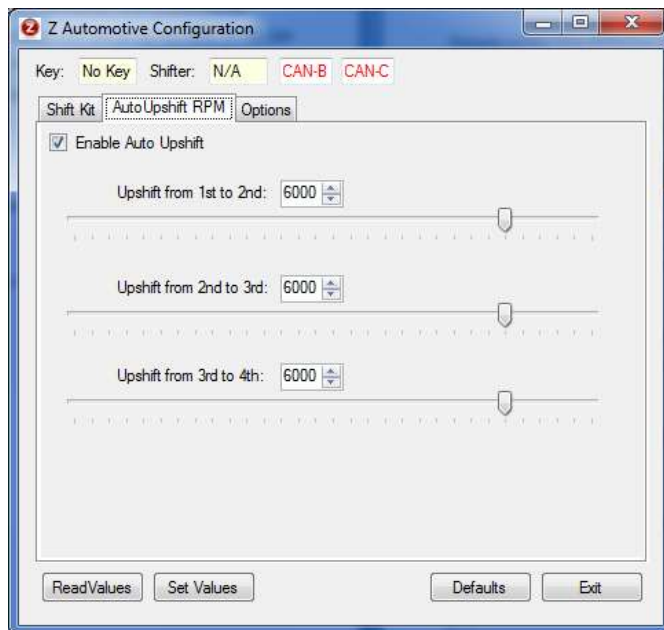 Z Automotive Configuration
Key: No Key Shifter: N/A CAN-B CAN-C
Shift Kit AutoUpshift RPM Options
Enable Auto Upshift
Upshift from 1st to 2nd: 6000
Upshift from 2nd to 3rd: 6000
Upshift from 3rd to 4th: 6000
ReadValues Set Values Defaults Exit